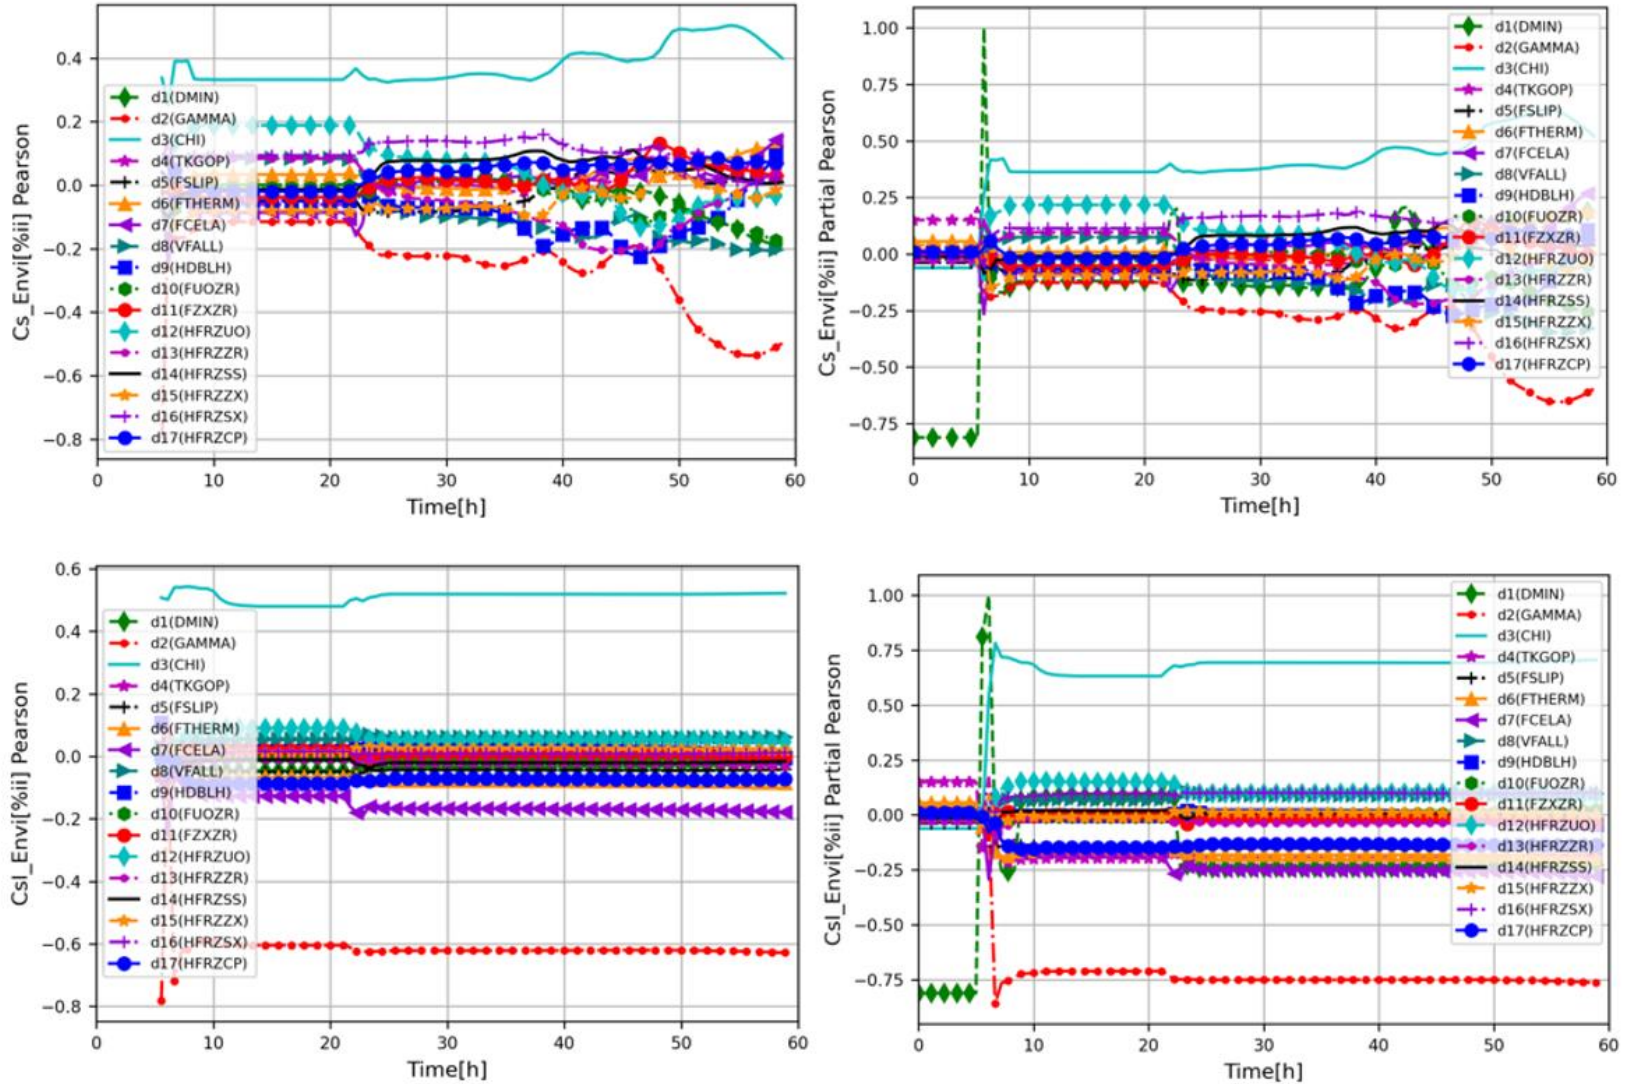 Cs_Envi[%ii] Pearson
0.4
0.2
0.0
−0.2
−0.4
−0.6
−0.8
d1(DMIN)
d2(GAMMA)
d3(CHI)
d4(TKGOP)
d5(FSLIP)
d6(FTHERM)
d7(FCELA)
d8(VFALL)
d9(HDBLH)
d10(FUOZR)
d11(FZXZR)
d12(HFRZUO)
d13(HFRZZR)
d14(HFRZSS)
d15(HFRZZX)
d16(HFRZSX)
d17(HFRZCP)
0 10 20 30 40 50 60
Time[h]
Cs_Envi[%ii] Partial Pearson
1.00
0.75
0.50
0.25
0.00
−0.25
−0.50
−0.75
d1(DMIN)
d2(GAMMA)
d3(CHI)
d4(TKGOP)
d5(FSLIP)
d6(FTHERM)
d7(FCELA)
d8(VFALL)
d9(HDBLH)
d10(FUOZR)
d11(FZXZR)
d12(HFRZUO)
d13(HFRZZR)
d14(HFRZSS)
d15(HFRZZX)
d16(HFRZSX)
d17(HFRZCP)
0 10 20 30 40 50 60
Time[h]
CsI_Envi[%ii] Pearson
0.6
0.4
0.2
0.0
−0.2
−0.4
−0.6
−0.8
d1(DMIN)
d2(GAMMA)
d3(CHI)
d4(TKGOP)
d5(FSLIP)
d6(FTHERM)
d7(FCELA)
d8(VFALL)
d9(HDBLH)
d10(FUOZR)
d11(FZXZR)
d12(HFRZUO)
d13(HFRZZR)
d14(HFRZSS)
d15(HFRZZX)
d16(HFRZSX)
d17(HFRZCP)
0 10 20 30 40 50 60
Time[h]
CsI_Envi[%ii] Partial Pearson
1.00
0.75
0.50
0.25
0.00
−0.25
−0.50
−0.75
d1(DMIN)
d2(GAMMA)
d3(CHI)
d4(TKGOP)
d5(FSLIP)
d6(FTHERM)
d7(FCELA)
d8(VFALL)
d9(HDBLH)
d10(FUOZR)
d11(FZXZR)
d12(HFRZUO)
d13(HFRZZR)
d14(HFRZSS)
d15(HFRZZX)
d16(HFRZSX)
d17(HFRZCP)
0 10 20 30 40 50 60
Time[h]